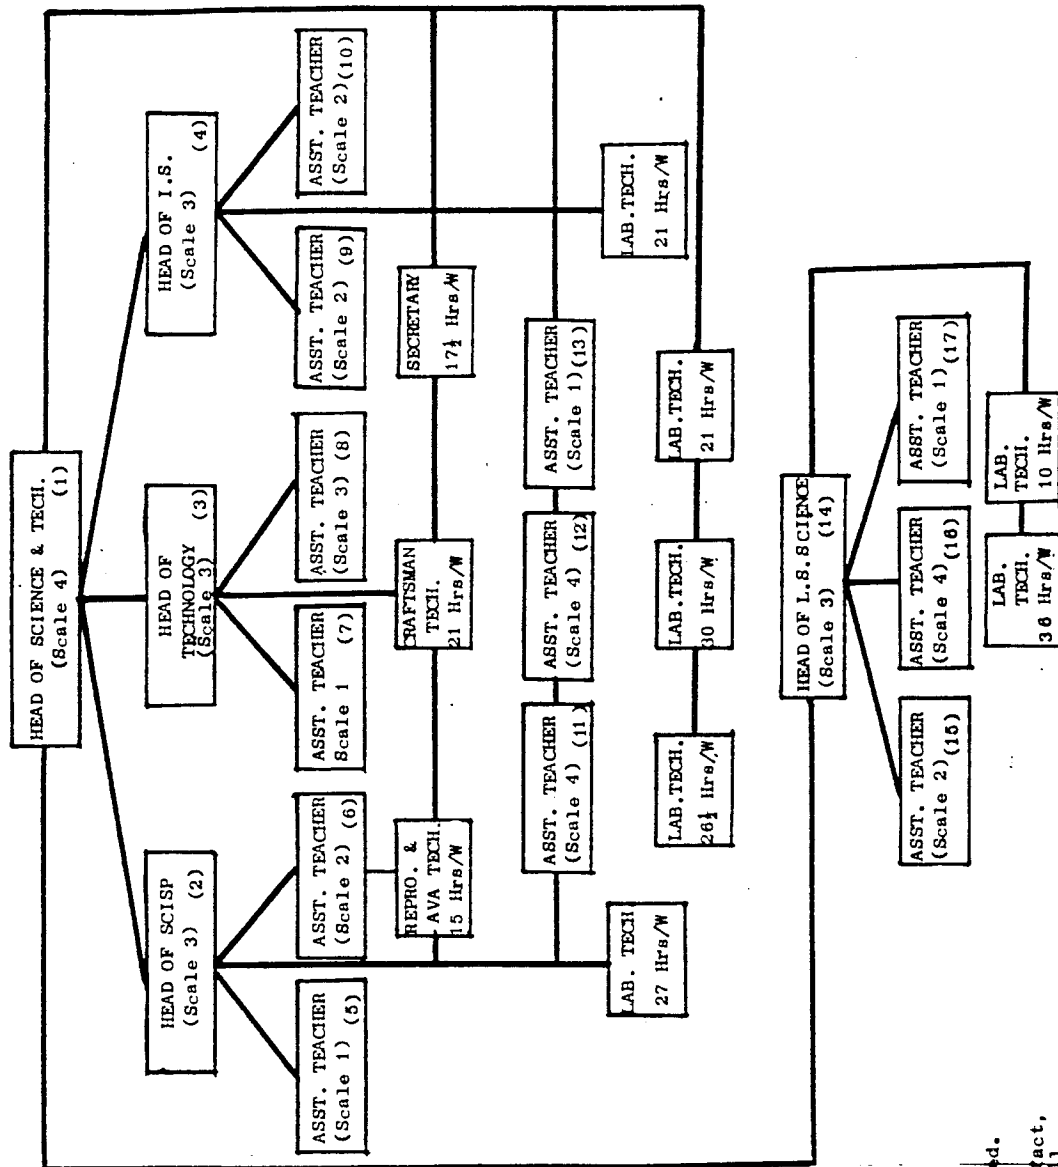 HEAD OF SCIENCE & TECH.
(Scale 4) (1)
HEAD OF SCISP
(Scale 3) (2)
HEAD OF
TECHNOLOGY (3)
(Scale 3)
HEAD OF I.S.
(Scale 3) (4)
ASST. TEACHER
(Scale 1) (5)
ASST. TEACHER
(Scale 2) (6)
ASST. TEACHER
Scale 1 (7)
ASST. TEACHER
(Scale 3) (8)
ASST. TEACHER
(Scale 2) (9)
ASST. TEACHER
(Scale 2) (10)
REPRO. &
AVA TECH.
15 Hrs/W
CRAFTSMAN
TECH.
21 Hrs/W
SECRETARY
17½ Hrs/W
ASST. TEACHER
(Scale 4) (11)
ASST. TEACHER
(Scale 4) (12)
ASST. TEACHER
(Scale 1) (13)
LAB. TECH
27 Hrs/W
LAB.TECH.
21 Hrs/W
LAB.TECH.
26½ Hrs/W
LAB.TECH.
30 Hrs/W
LAB.TECH.
21 Hrs/W
HEAD OF L.S.SCIENCE
(Scale 3) (14)
ASST. TEACHER
(Scale 2) (15)
ASST. TEACHER
(Scale 4) (16)
ASST. TEACHER
(Scale 1) (17)
LAB.
TECH.
36 Hrs/W
LAB.
TECH.
10 Hrs/W
ed.
act,